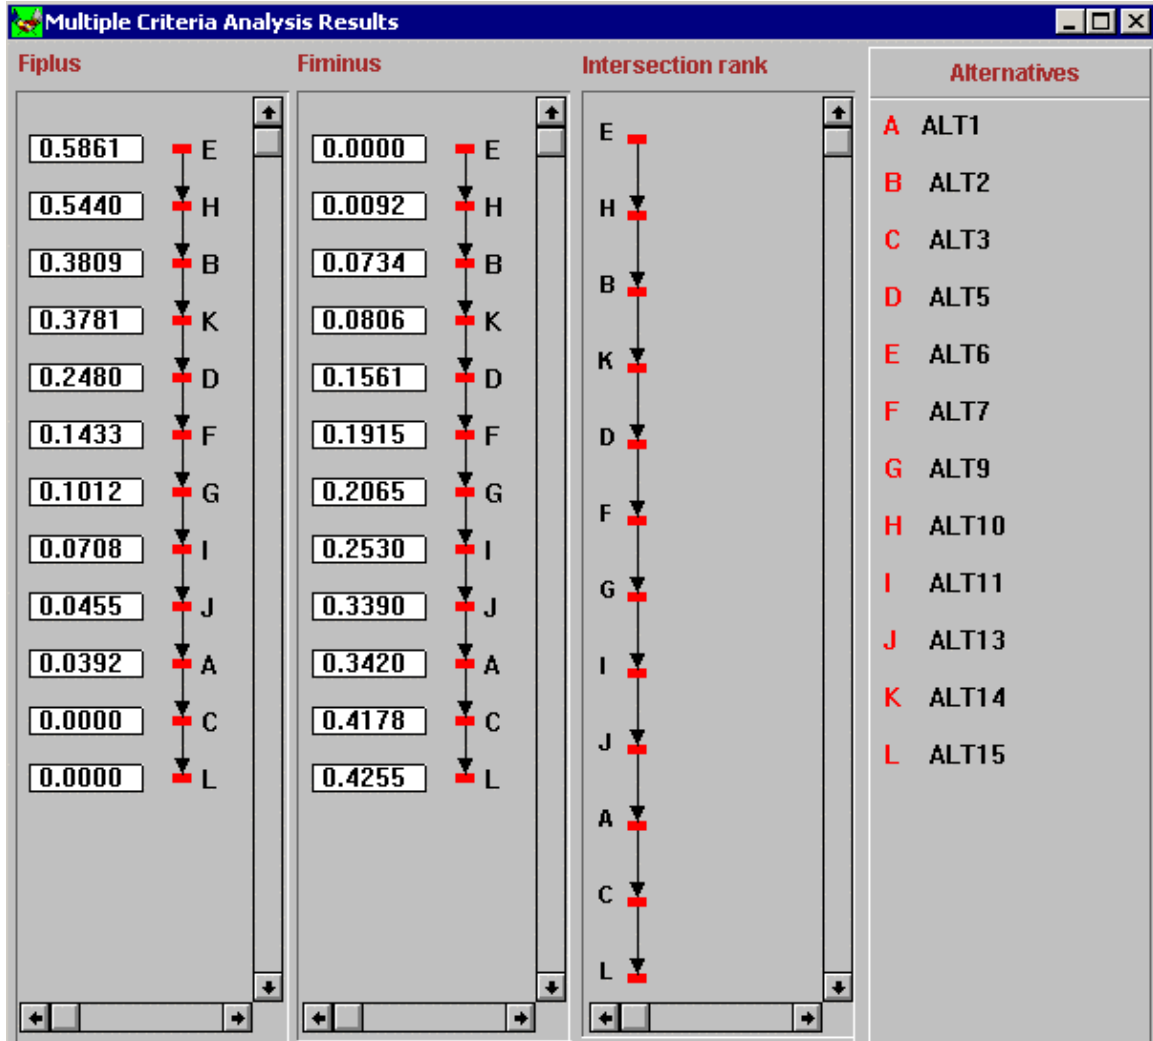 Multiple Criteria Analysis Results
Fiplus
0.5861 E
0.5440 H
0.3809 B
0.3781 K
0.2480 D
0.1433 F
0.1012 G
0.0708 I
0.0455 J
0.0392 A
0.0000 C
0.0000 L
Fiminus
0.0000 E
0.0092 H
0.0734 B
0.0806 K
0.1561 D
0.1915 F
0.2065 G
0.2530 I
0.3390 J
0.3420 A
0.4178 C
0.4255 L
Intersection rank
E
H
B
K
D
F
G
I
J
A
C
L
Alternatives
A ALT1
B ALT2
C ALT3
D ALT5
E ALT6
F ALT7
G ALT9
H ALT10
I ALT11
J ALT13
K ALT14
L ALT15